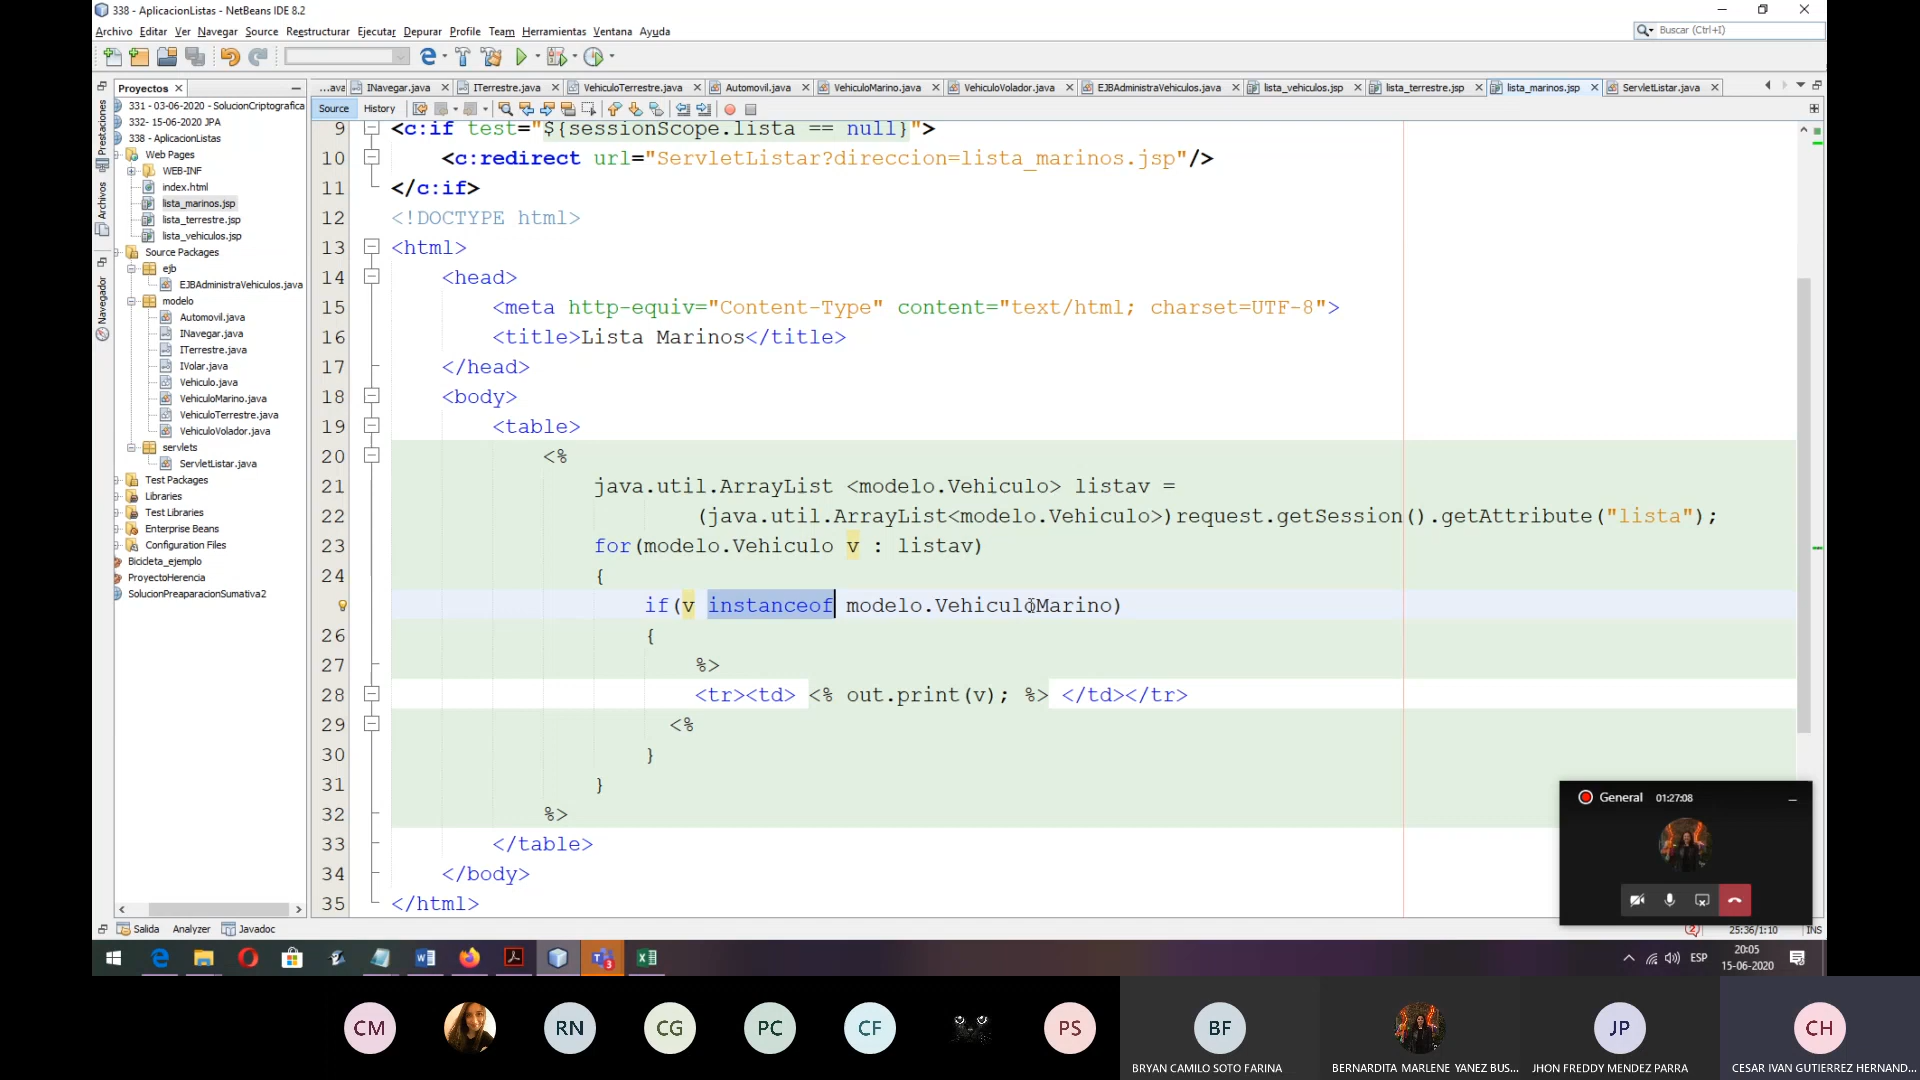 338 - AplicacionListas - NetBeans IDE 8.2
Archivo Editar Ver Navegar Source Reestructurar Ejecutar Depurar Profile Team Herramientas Ventana Ayuda
Buscar (Ctrl+I)
Proyectos
...ava INavegar.java ITerrestre.java VehiculoTerrestre.java Automovil.java VehiculoMarino.java VehiculoVolador.java EJBAdministraVehiculos.java lista_vehiculos.jsp lista_terrestre.jsp lista_marinos.jsp ServletListar.java
Source History
Prestaciones
Archivos
Navegador
331 - 03-06-2020 - SolucionCriptografica
332- 15-06-2020 JPA
338 - AplicacionListas
Web Pages
WEB-INF
index.html
lista_marinos.jsp
lista_terrestre.jsp
lista_vehiculos.jsp
Source Packages
ejb
EJBAdministraVehiculos.java
modelo
Automovil.java
INavegar.java
ITerrestre.java
IVolar.java
Vehiculo.java
VehiculoMarino.java
VehiculoTerrestre.java
VehiculoVolador.java
servlets
ServletListar.java
Test Packages
Libraries
Test Libraries
Enterprise Beans
Configuration Files
Bicicleta_ejemplo
ProyectoHerencia
SolucionPreaparacionSumativa2
9 <c:if test="${sessionScope.lista == null}">
10 <c:redirect url="ServletListar?direccion=lista_marinos.jsp"/>
11 </c:if>
12 <!DOCTYPE html>
13 <html>
14 <head>
15 <meta http-equiv="Content-Type" content="text/html; charset=UTF-8">
16 <title>Lista Marinos</title>
17 </head>
18 <body>
19 <table>
20 <%
21 java.util.ArrayList <modelo.Vehiculo> listav =
22 (java.util.ArrayList<modelo.Vehiculo>)request.getSession().getAttribute("lista");
23 for(modelo.Vehiculo v : listav)
24 {
if(v instanceof modelo.VehiculoMarino)
26 {
27 %>
28 <tr><td> <% out.print(v); %> </td></tr>
29 <%
30 }
31 }
32 %>
33 </table>
34 </body>
35 </html>
General 01:27:08
Salida Analyzer Javadoc
2 25:36/1:10 INS
3
ESP
20:05
15-06-2020
CM RN CG PC CF PS BF JP CH
BRYAN CAMILO SOTO FARINA BERNARDITA MARLENE YANEZ BUS... JHON FREDDY MENDEZ PARRA CESAR IVAN GUTIERREZ HERNAND...